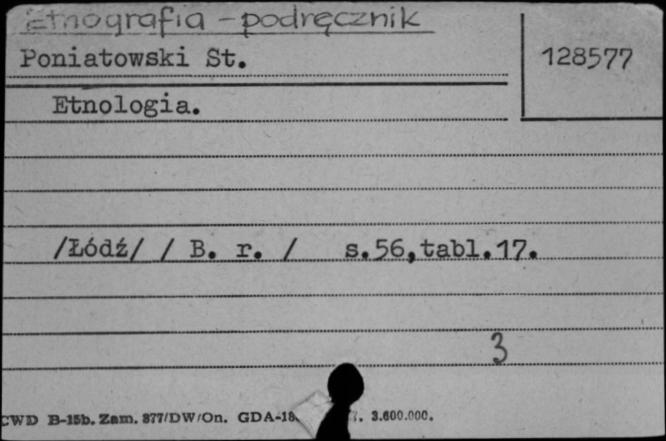 Etnografia - podręcznik
Poniatowski St.
128577
Etnologia.
/Łódź/ / B. r. / s.56,tabl.17.
3
CWD B-15b. Zam. 877/DW/On. GDA-18. 3.600.000.